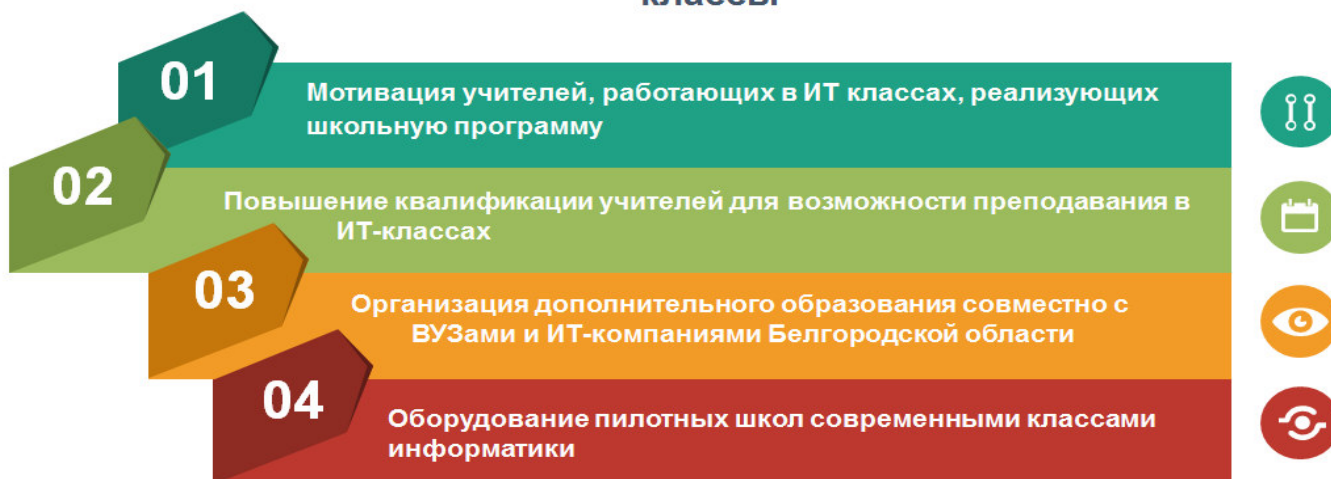 классы
01
Мотивация учителей, работающих в ИТ классах, реализующих
школьную программу
02
Повышение квалификации учителей для возможности преподавания в
ИТ-классах
03
Организация дополнительного образования совместно с
ВУЗами и ИТ-компаниями Белгородской области
04
Оборудование пилотных школ современными классами
информатики